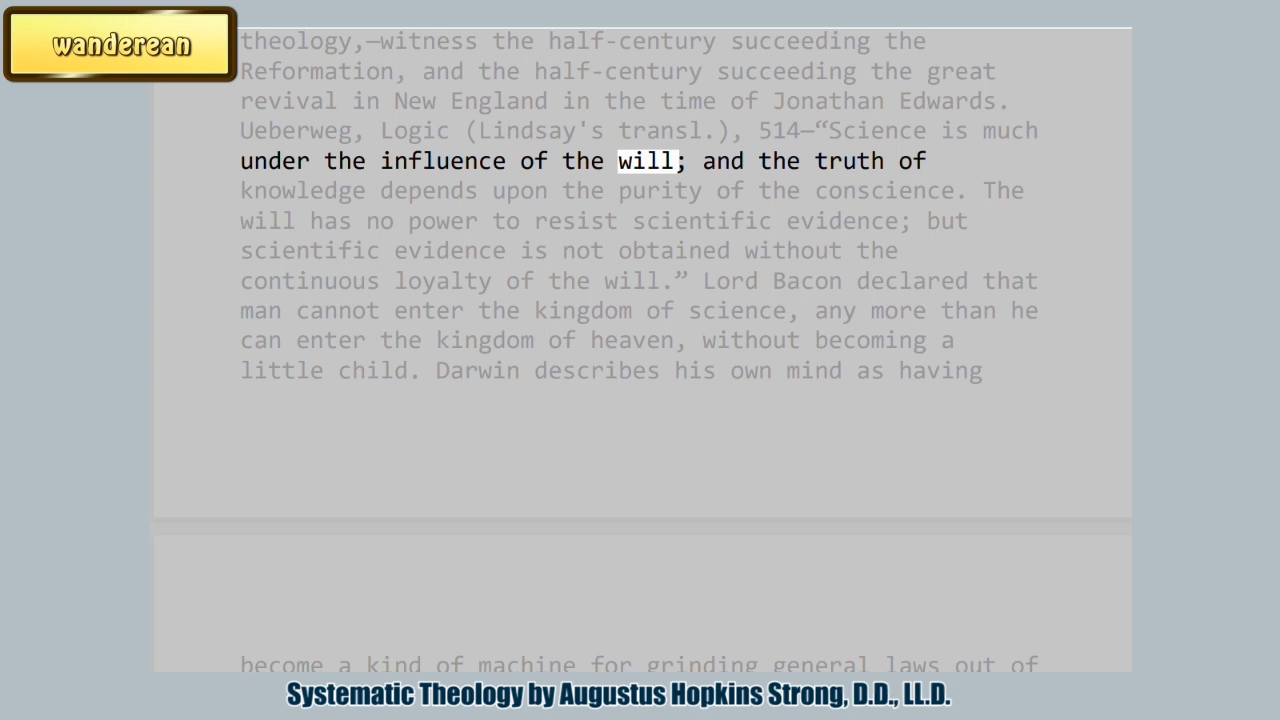 wanderean
theology,—witness the half-century succeeding the
Reformation, and the half-century succeeding the great
revival in New England in the time of Jonathan Edwards.
Ueberweg, Logic (Lindsay's transl.), 514—“Science is much
under the influence of the will; and the truth of
knowledge depends upon the purity of the conscience. The
will has no power to resist scientific evidence; but
scientific evidence is not obtained without the
continuous loyalty of the will.” Lord Bacon declared that
man cannot enter the kingdom of science, any more than he
can enter the kingdom of heaven, without becoming a
little child. Darwin describes his own mind as having
become a kind of machine for grinding general laws out of
Systematic Theology by Augustus Hopkins Strong, D.D., LL.D.